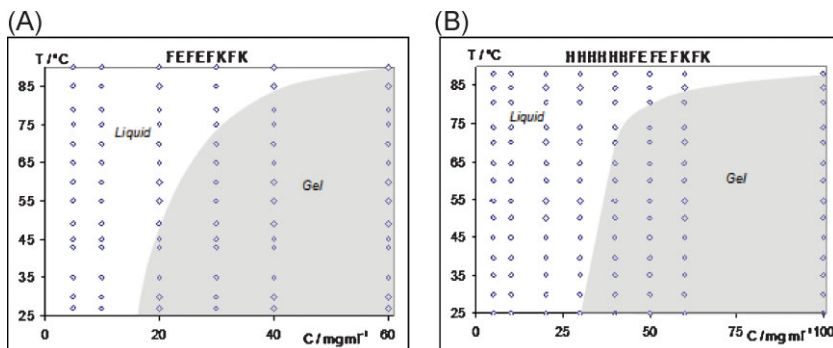 (A)
T/°C
FEFEFKFK
85
75
65
55
45
35
25
Liquid
Gel
0
20
40
C/mgml⁻¹
60
(B)
T/°C
HHHHHHFEFEFKFK
85
75
65
55
45
35
25
Liquid
Gel
0
25
50
75
C/mgml⁻¹
100